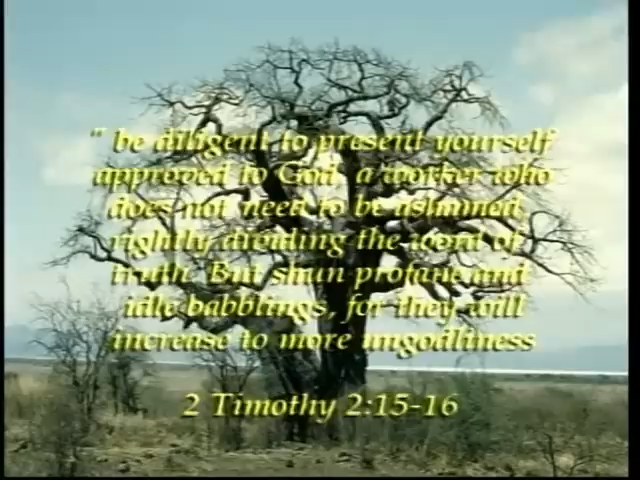 " be diligent to present yourself
approved to God, a worker who
does not need to be ashamed,
rightly dividing the word of
truth. But shun profane and
idle babblings, for they will
increase to more ungodliness
2 Timothy 2:15-16